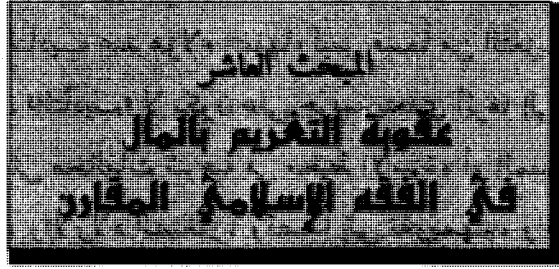 المبحث العاشر
عقوبة التغريم بالمال
في الفقه الإسلامي المقارن